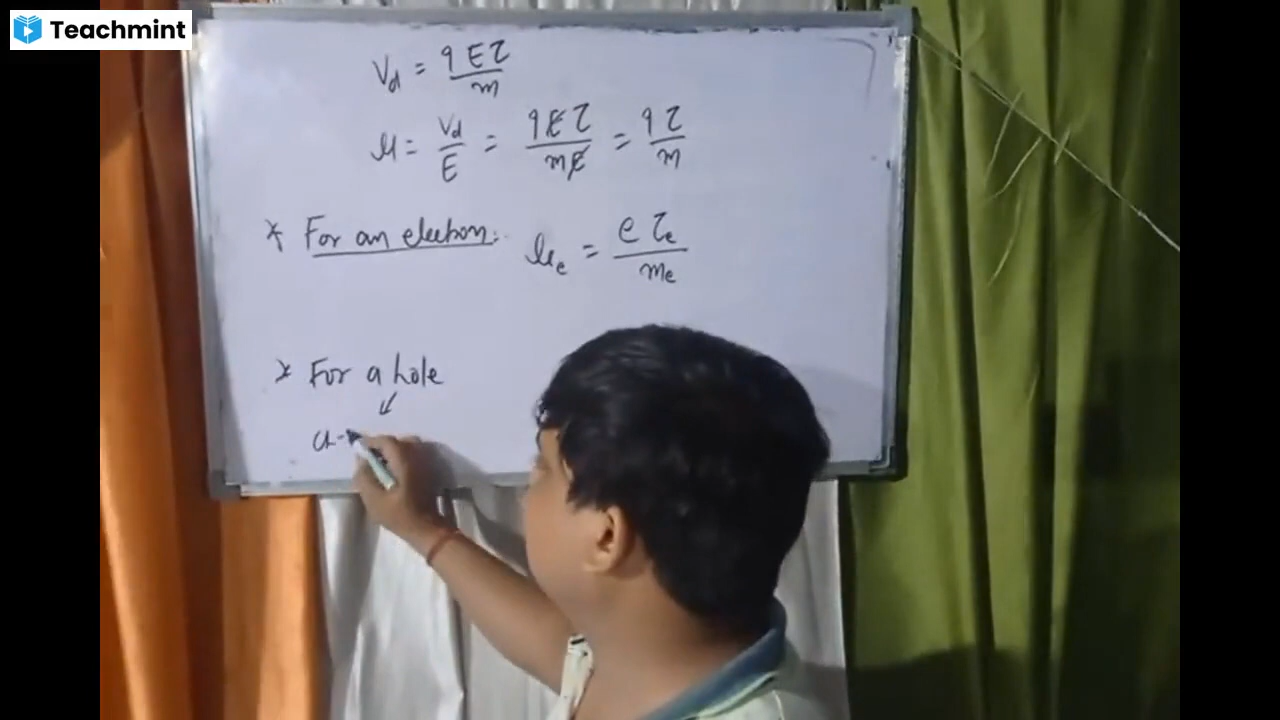 Teachmint
Vd = qEτ/m
μ = Vd/E = qEτ/mE = qτ/m
* For an electron: μe = eτe/me
* For a hole